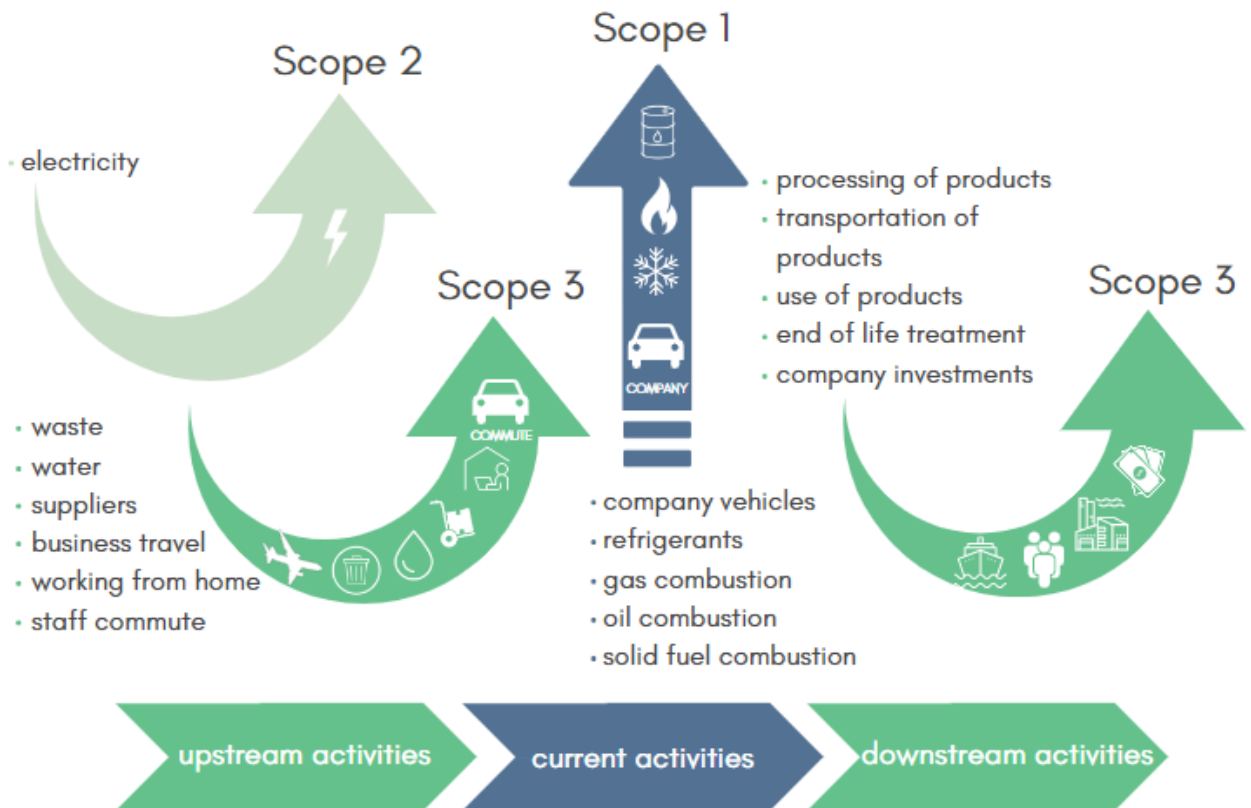 Scope 2
· electricity
Scope 3
COMMUTE
· waste
· water
· suppliers
· business travel
· working from home
· staff commute
Scope 1
COMPANY
· company vehicles
· refrigerants
· gas combustion
· oil combustion
· solid fuel combustion
· processing of products
· transportation of
products
· use of products
· end of life treatment
· company investments
Scope 3
upstream activities
current activities
downstream activities